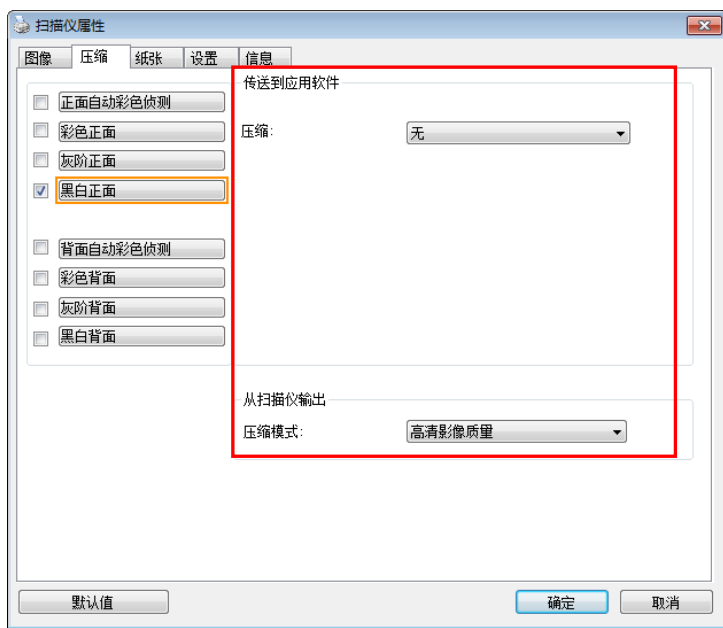 扫描仪属性
图像 压缩 纸张 设置 信息
传送到应用软件
正面自动彩色侦测
彩色正面
压缩: 无
灰阶正面
黑白正面
背面自动彩色侦测
彩色背面
灰阶背面
黑白背面
从扫描仪输出
压缩模式: 高清影像质量
默认值 确定 取消